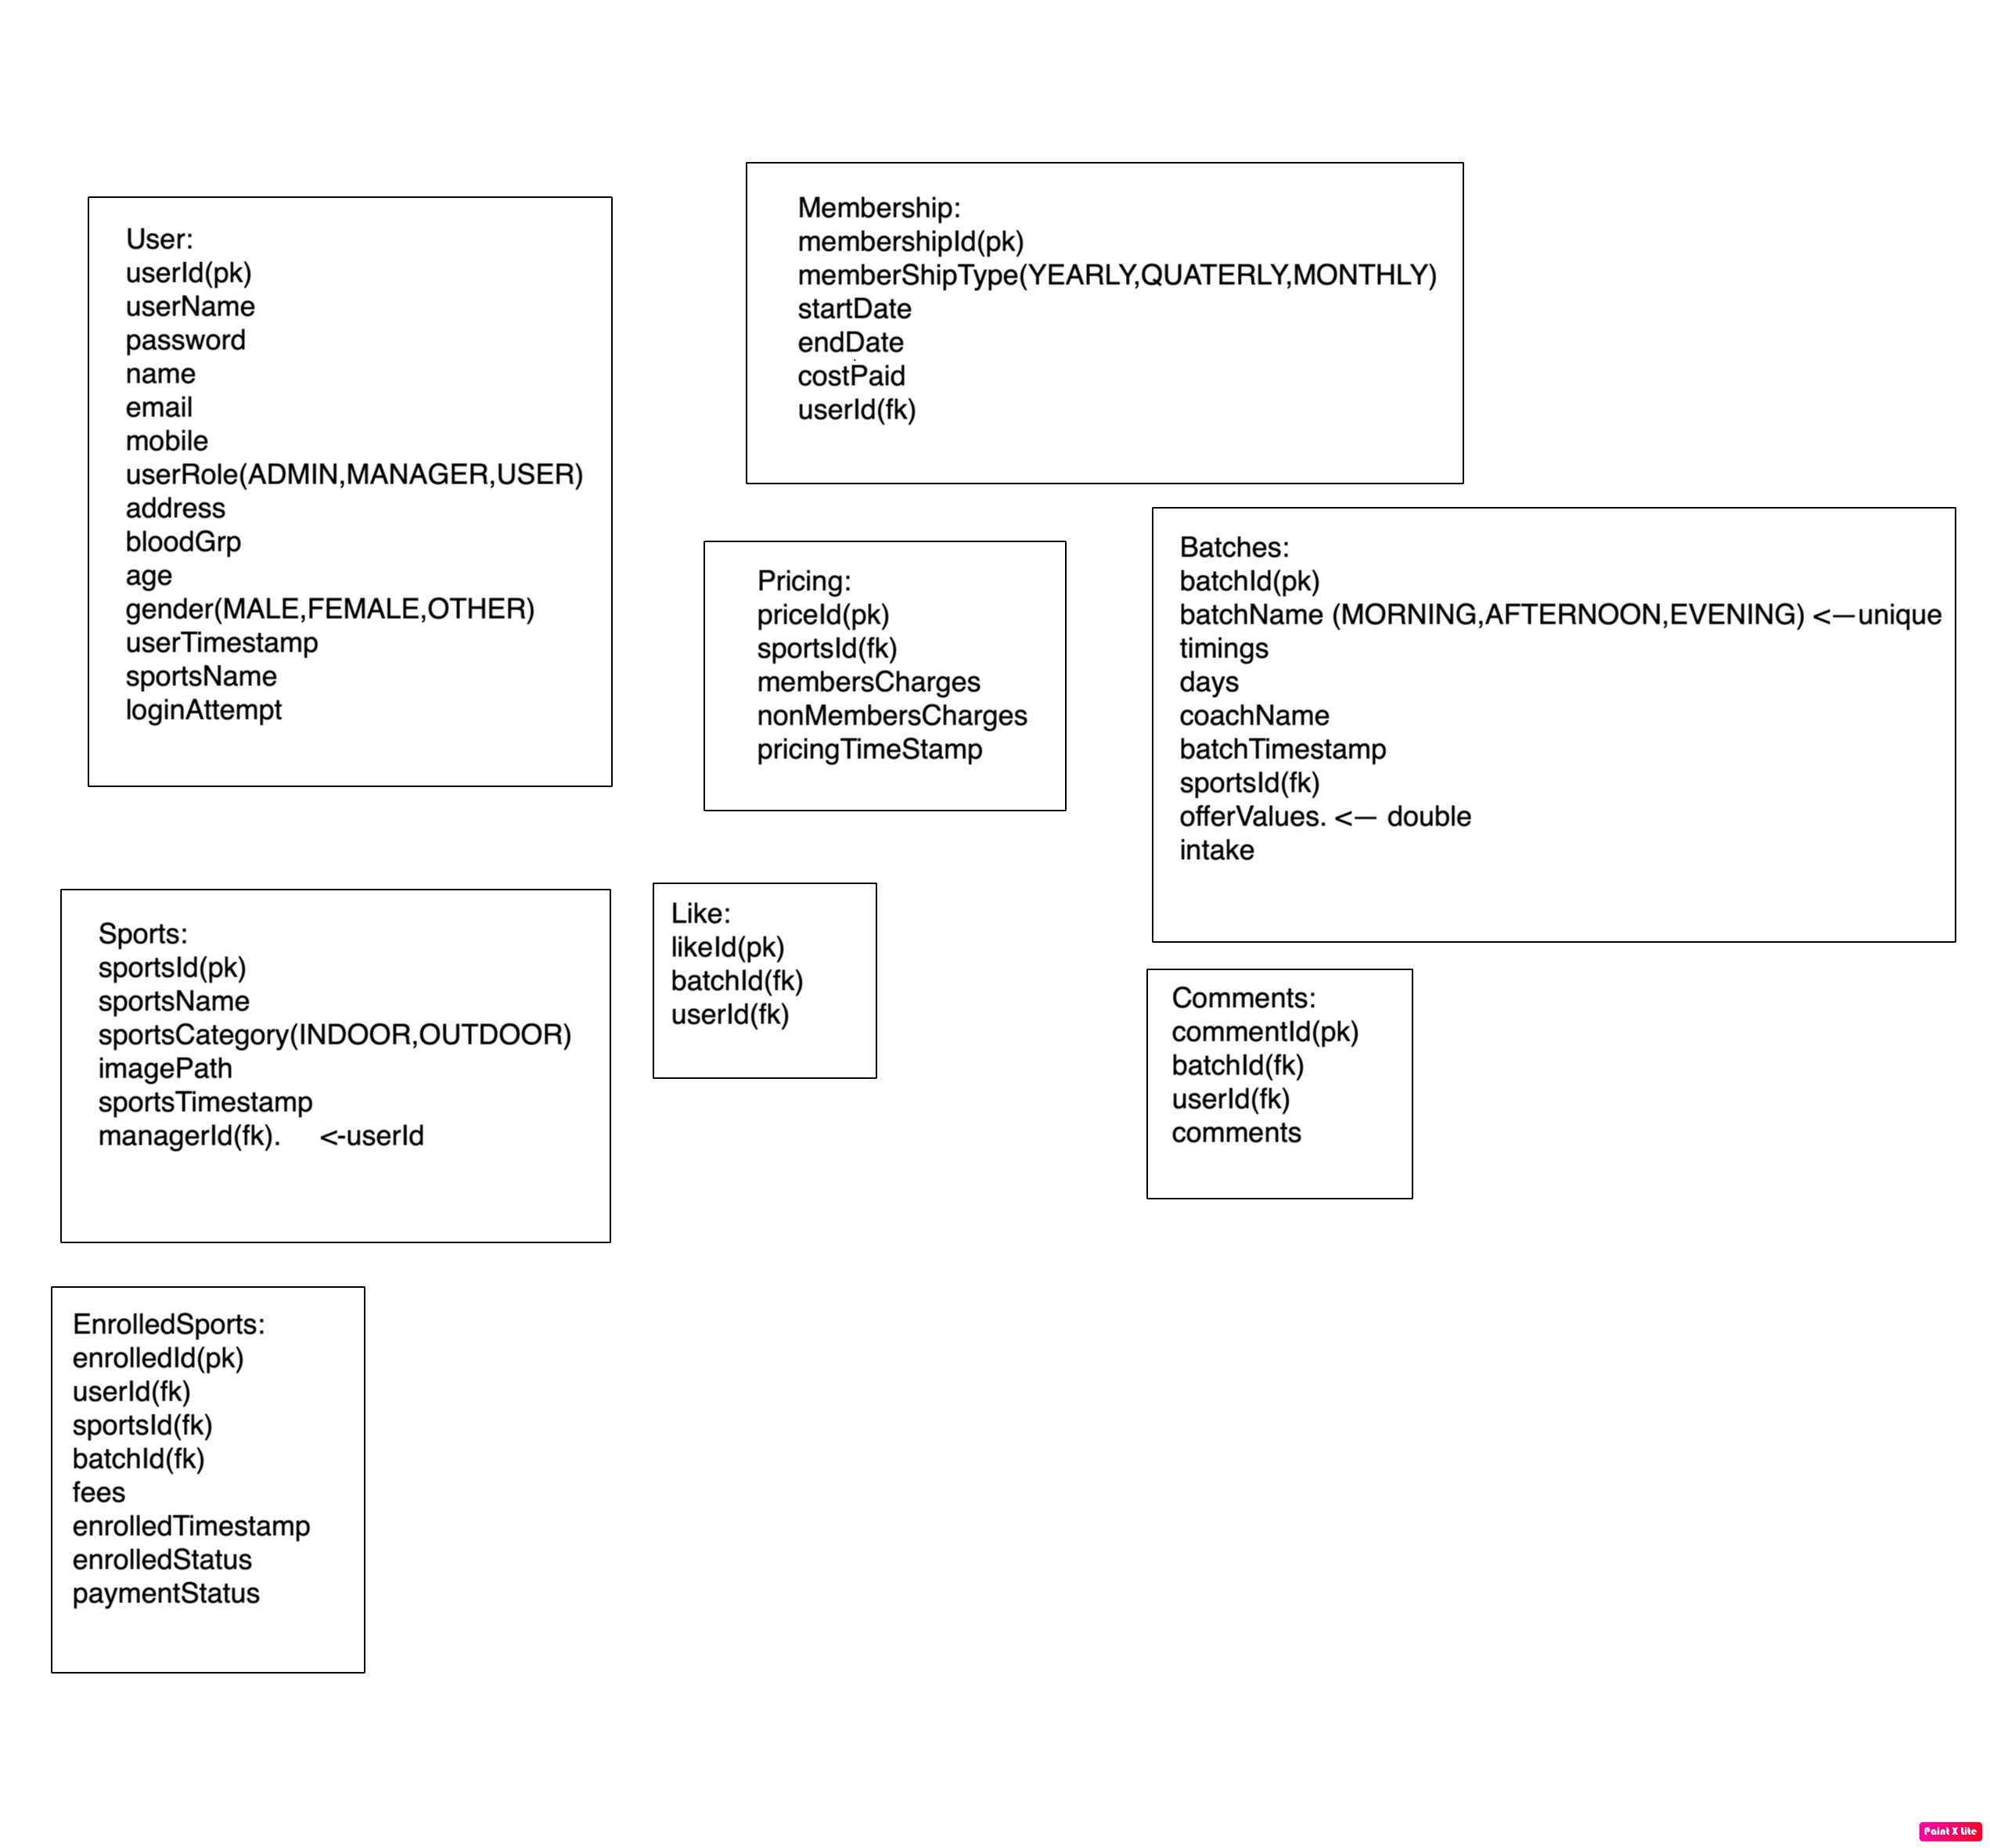 User:
userId(pk)
userName
password
name
email
mobile
userRole(ADMIN,MANAGER,USER)
address
bloodGrp
age
gender(MALE,FEMALE,OTHER)
userTimestamp
sportsName
loginAttempt
Membership:
membershipId(pk)
memberShipType(YEARLY,QUATERLY,MONTHLY)
startDate
endDate
costPaid
userId(fk)
Pricing:
priceId(pk)
sportsId(fk)
membersCharges
nonMembersCharges
pricingTimeStamp
Batches:
batchId(pk)
batchName (MORNING,AFTERNOON,EVENING) <—unique
timings
days
coachName
batchTimestamp
sportsId(fk)
offerValues. <— double
intake
Sports:
sportsId(pk)
sportsName
sportsCategory(INDOOR,OUTDOOR)
imagePath
sportsTimestamp
managerId(fk). <-userId
Like:
likeId(pk)
batchId(fk)
userId(fk)
Comments:
commentId(pk)
batchId(fk)
userId(fk)
comments
EnrolledSports:
enrolledId(pk)
userId(fk)
sportsId(fk)
batchId(fk)
fees
enrolledTimestamp
enrolledStatus
paymentStatus
Paint X Lite